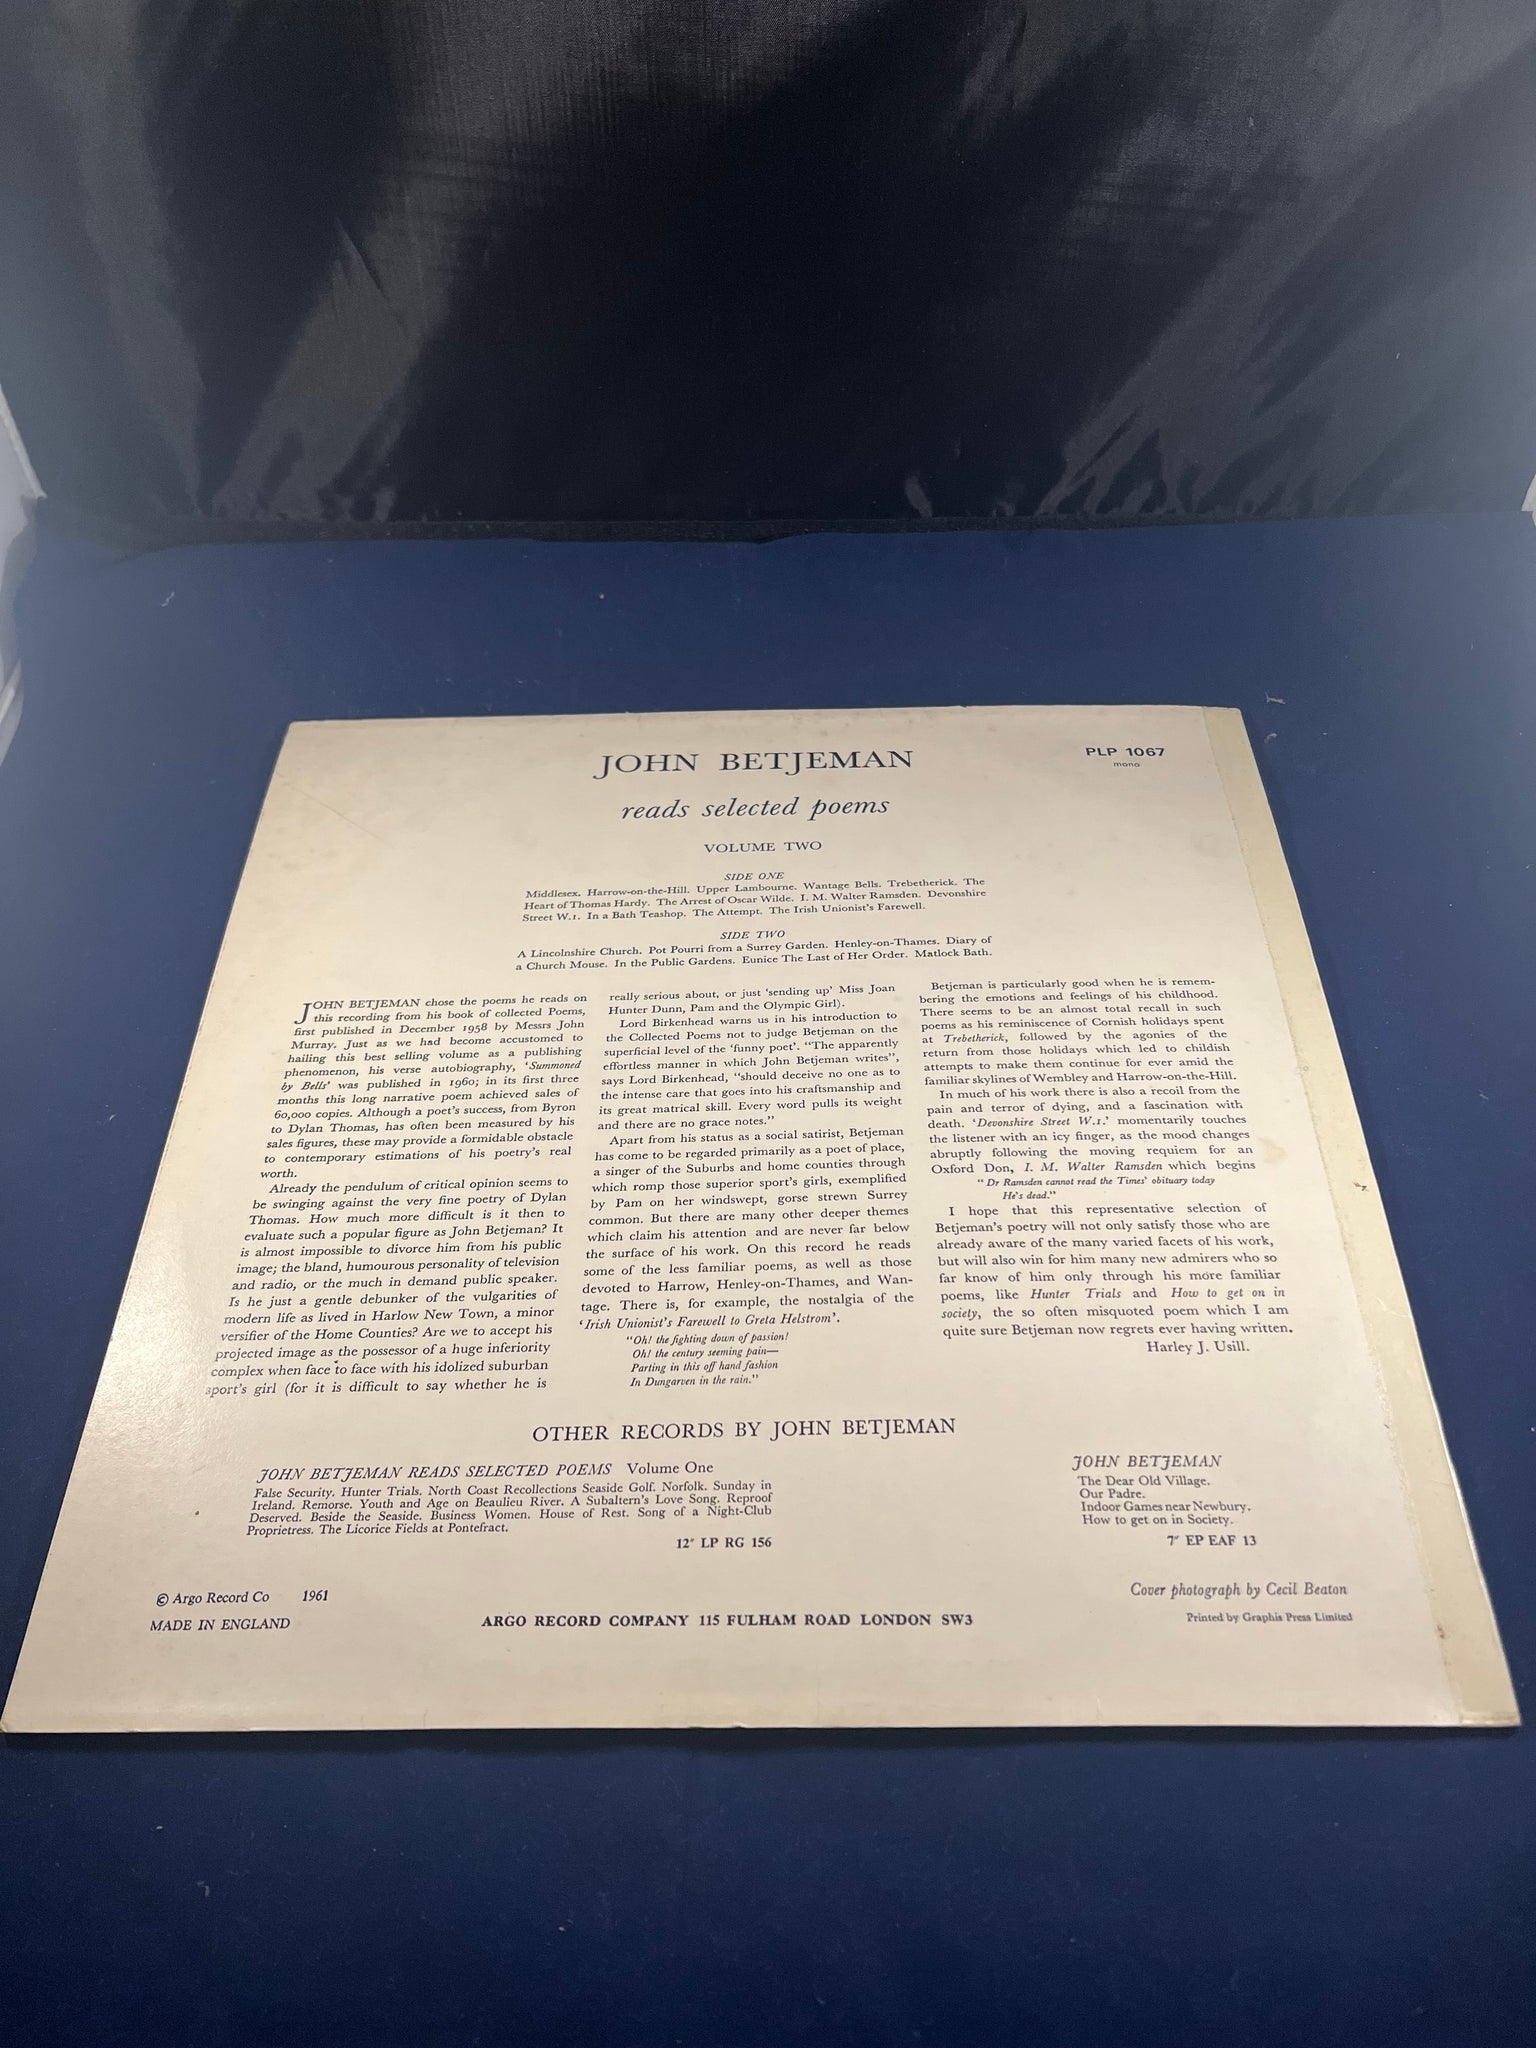 JOHN BETJEMAN
PLP 1067
mono
reads selected poems
VOLUME TWO
SIDE ONE
Middlesex. Harrow-on-the-Hill. Upper Lambourne. Wantage Bells. Trebetherick. The
Heart of Thomas Hardy. The Arrest of Oscar Wilde. I. M. Walter Ramsden. Devonshire
Street W.1. In a Bath Teashop. The Attempt. The Irish Unionist's Farewell.
SIDE TWO
A Lincolnshire Church. Pot Pourri from a Surrey Garden. Henley-on-Thames. Diary of
a Church Mouse. In the Public Gardens. Eunice The Last of Her Order. Matlock Bath.
JOHN BETJEMAN chose the poems he reads on
this recording from his book of collected Poems,
first published in December 1958 by Messrs John
Murray. Just as we had become accustomed to
hailing this best selling volume as a publishing
phenomenon, his verse autobiography, 'Summoned
by Bells' was published in 1960; in its first three
months this long narrative poem achieved sales of
60,000 copies. Although a poet's success, from Byron
to Dylan Thomas, has often been measured by his
sales figures, these may provide a formidable obstacle
to contemporary estimations of his poetry's real
worth.
Already the pendulum of critical opinion seems to
be swinging against the very fine poetry of Dylan
Thomas. How much more difficult is it then to
evaluate such a popular figure as John Betjeman? It
is almost impossible to divorce him from his public
image; the bland, humourous personality of television
and radio, or the much in demand public speaker.
Is he just a gentle debunker of the vulgarities of
modern life as lived in Harlow New Town, a minor
versifier of the Home Counties? Are we to accept his
projected image as the possessor of a huge inferiority
complex when face to face with his idolized suburban
sport's girl (for it is difficult to say whether he is
really serious about, or just 'sending up' Miss Joan
Hunter Dunn, Pam and the Olympic Girl).
Lord Birkenhead warns us in his introduction to
the Collected Poems not to judge Betjeman on the
superficial level of the 'funny poet'. "The apparently
effortless manner in which John Betjeman writes",
says Lord Birkenhead, "should deceive no one as to
the intense care that goes into his craftsmanship and
its great matrical skill. Every word pulls its weight
and there are no grace notes."
Apart from his status as a social satirist, Betjeman
has come to be regarded primarily as a poet of place,
a singer of the Suburbs and home counties through
which romp those superior sport's girls, exemplified
by Pam on her windswept, gorse strewn Surrey
common. But there are many other deeper themes
which claim his attention and are never far below
the surface of his work. On this record he reads
some of the less familiar poems, as well as those
devoted to Harrow, Henley-on-Thames, and Wan-
tage. There is, for example, the nostalgia of the
'Irish Unionist's Farewell to Greta Helstrom'.
"Oh! the fighting down of passion!
Oh! the century seeming pain—
Parting in this off hand fashion
In Dungarven in the rain."
Betjeman is particularly good when he is remem-
bering the emotions and feelings of his childhood.
There seems to be an almost total recall in such
poems as his reminiscence of Cornish holidays spent
at Trebetherick, followed by the agonies of the
return from those holidays which led to childish
attempts to make them continue for ever amid the
familiar skylines of Wembley and Harrow-on-the-Hill.
In much of his work there is also a recoil from the
pain and terror of dying, and a fascination with
death. 'Devonshire Street W.1.' momentarily touches
the listener with an icy finger, as the mood changes
abruptly following the moving requiem for an
Oxford Don, I. M. Walter Ramsden which begins
"Dr Ramsden cannot read the Times' obituary today
He's dead."
I hope that this representative selection of
Betjeman's poetry will not only satisfy those who are
already aware of the many varied facets of his work,
but will also win for him many new admirers who so
far know of him only through his more familiar
poems, like Hunter Trials and How to get on in
society, the so often misquoted poem which I am
quite sure Betjeman now regrets ever having written.
Harley J. Usill.
OTHER RECORDS BY JOHN BETJEMAN
JOHN BETJEMAN READS SELECTED POEMS Volume One
False Security. Hunter Trials. North Coast Recollections Seaside Golf. Norfolk. Sunday in
Ireland. Remorse. Youth and Age on Beaulieu River. A Subaltern's Love Song. Reproof
Deserved. Beside the Seaside. Business Women. House of Rest. Song of a Night-Club
Proprietress. The Licorice Fields at Pontefract.
12" LP RG 156
JOHN BETJEMAN
The Dear Old Village.
Our Padre.
Indoor Games near Newbury.
How to get on in Society.
7" EP EAF 13
© Argo Record Co 1961
MADE IN ENGLAND
ARGO RECORD COMPANY 115 FULHAM ROAD LONDON SW3
Cover photograph by Cecil Beaton
Printed by Graphis Press Limited